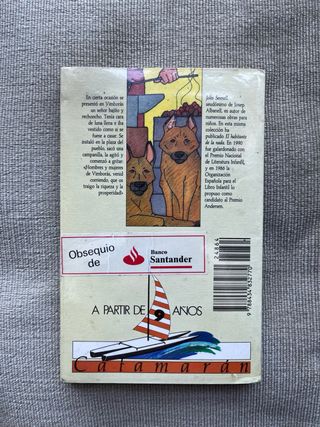 En cierta ocasión se
presentó en Vimborás
un señor bajito y
rechoncho. Tenía cara
de luna llena e iba
vestido como si se
fuese a casar. Se
instaló en la plaza del
pueblo, sacó una
campanilla, la agitó y
comenzó a gritar:
«¡Hombres y mujeres
de Vimborás, venid
corriendo, que os
traigo la riqueza y la
prosperidad!»
Joles Sennell,
seudónimo de Josep
Albanell, es autor de
numerosas obras para
niños. En esta misma
colección ha
publicado El habitante
de la nada. En 1980
fue galardonado con
el Premio Nacional
de Literatura Infantil,
y en 1986 la
Organización
Española para el
Libro Infantil lo
propuso como
candidato al Premio
Andersen.
Obsequio
de
Banco
Santander
24864
A PARTIR DE 9 AÑOS
Catamarán